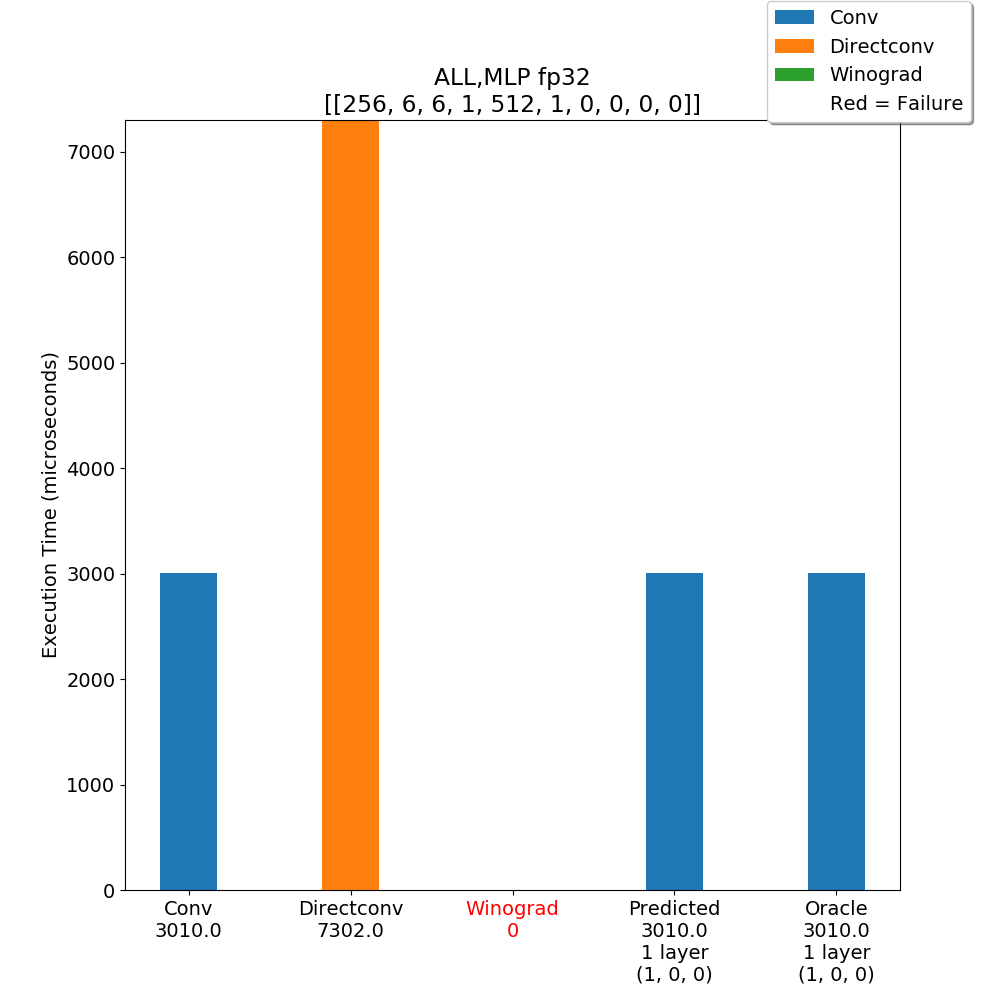 Conv
Directconv
Winograd
Red = Failure
ALL,MLP fp32
[[256, 6, 6, 1, 512, 1, 0, 0, 0, 0]]
Execution Time (microseconds)
7000
6000
5000
4000
3000
2000
1000
0
Conv
3010.0
Directconv
7302.0
Winograd
0
Predicted
3010.0
1 layer
(1, 0, 0)
Oracle
3010.0
1 layer
(1, 0, 0)